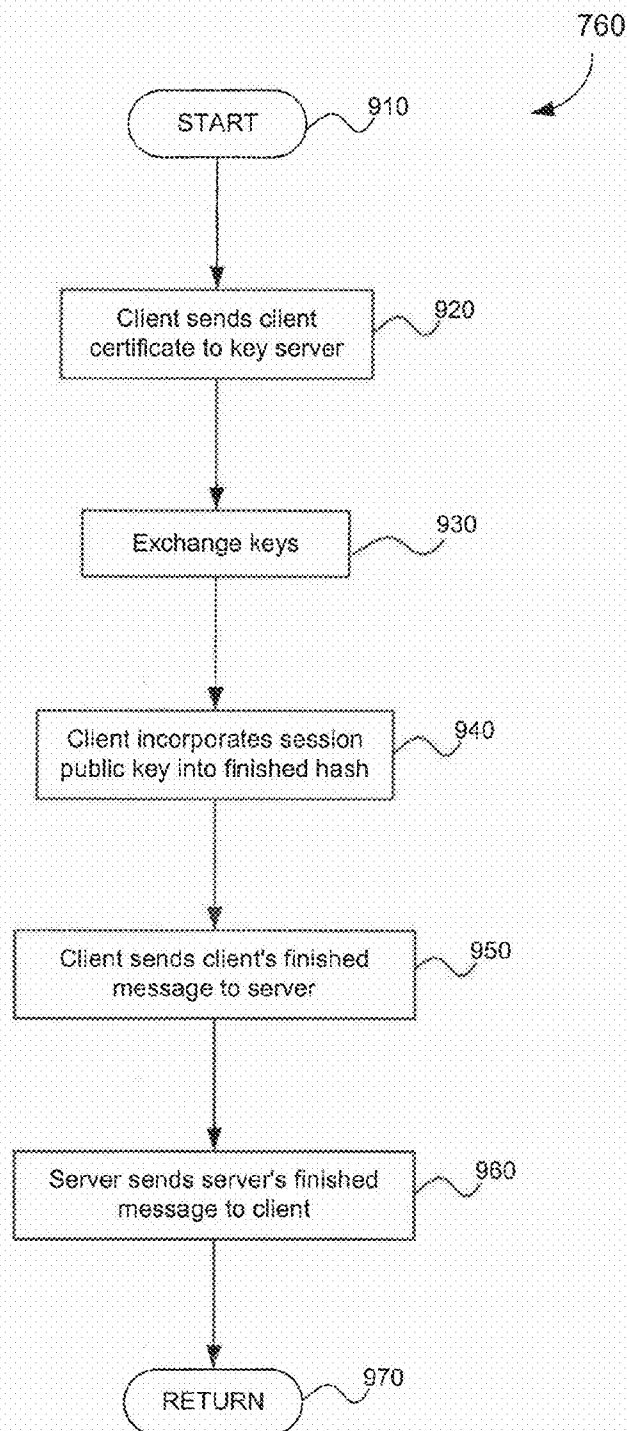 760
START
910
Client sends client
certificate to key server
920
Exchange keys
930
Client incorporates session
public key into finished hash
940
Client sends client's finished
message to server
950
Server sends server's finished
message to client
960
RETURN
970